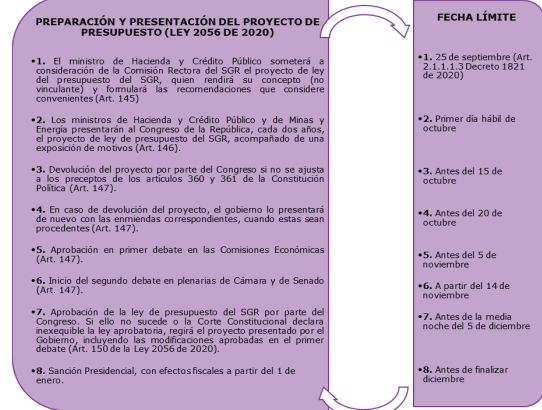 PREPARACIÓN Y PRESENTACIÓN DEL PROYECTO DE
PRESUPUESTO (LEY 2056 DE 2020)
•1. El ministro de Hacienda y Crédito Público someterá a
consideración de la Comisión Rectora del SGR el proyecto de ley
del presupuesto del SGR, quien rendirá su concepto (no
vinculante) y formulará las recomendaciones que considere
convenientes (Art. 145)
•2. Los ministros de Hacienda y Crédito Público y de Minas y
Energía presentarán al Congreso de la República, cada dos años,
el proyecto de ley de presupuesto del SGR, acompañado de una
exposición de motivos (Art. 146).
•3. Devolución del proyecto por parte del Congreso si no se ajusta
a los preceptos de los artículos 360 y 361 de la Constitución
Política (Art. 147).
•4. En caso de devolución del proyecto, el gobierno lo presentará
de nuevo con las enmiendas correspondientes, cuando estas sean
procedentes (Art. 147).
•5. Aprobación en primer debate en las Comisiones Económicas
(Art. 147).
•6. Inicio del segundo debate en plenarias de Cámara y de Senado
(Art. 147).
•7. Aprobación de la ley de presupuesto del SGR por parte del
Congreso. Si ello no sucede o la Corte Constitucional declara
inexequible la ley aprobatoria, regirá el proyecto presentado por el
Gobierno, incluyendo las modificaciones aprobadas en el primer
debate (Art. 150 de la Ley 2056 de 2020).
•8. Sanción Presidencial, con efectos fiscales a partir del 1 de
enero.
FECHA LÍMITE
•1. 25 de septiembre (Art.
2.1.1.1.3 Decreto 1821
de 2020)
•2. Primer día hábil de
octubre
•3. Antes del 15 de
octubre
•4. Antes del 20 de
octubre
•5. Antes del 5 de
noviembre
•6. A partir del 14 de
noviembre
•7. Antes de la media
noche del 5 de diciembre
•8. Antes de finalizar
diciembre